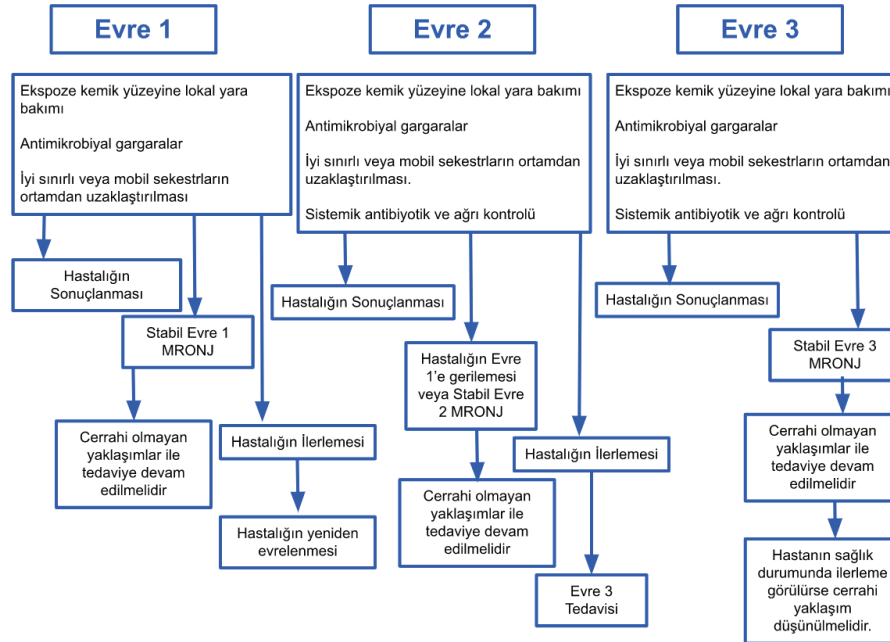 Evre 1
Evre 2
Evre 3
Ekspoze kemik yüzeyine lokal yara
bakımı
Antimikrobiyal gargaralar
İyi sınırlı veya mobil sekestrların
ortamdan uzaklaştırılması
Ekspoze kemik yüzeyine lokal yara bakımı
Antimikrobiyal gargaralar
İyi sınırlı veya mobil sekestrların ortamdan
uzaklaştırılması.
Sistemik antibiyotik ve ağrı kontrolü
Ekspoze kemik yüzeyine lokal yara bakımı
Antimikrobiyal gargaralar
İyi sınırlı veya mobil sekestrların ortamdan
uzaklaştırılması.
Sistemik antibiyotik ve ağrı kontrolü
Hastalığın
Sonuçlanması
Hastalığın Sonuçlanması
Hastalığın Sonuçlanması
Stabil Evre 1
MRONJ
Hastalığın Evre
1'e gerilemesi
veya Stabil Evre
2 MRONJ
Stabil Evre 3
MRONJ
Cerrahi olmayan
yaklaşımlar ile
tedaviye devam
edilmelidir
Hastalığın İlerlemesi
Hastalığın İlerlemesi
Cerrahi olmayan
yaklaşımlar ile
tedaviye devam
edilmelidir
Hastalığın yeniden
evrelenmesi
Cerrahi olmayan
yaklaşımlar ile
tedaviye devam
edilmelidir
Evre 3
Tedavisi
Hastanın sağlık
durumunda ilerleme
görülürse cerrahi
yaklaşım
düşünülmelidir.